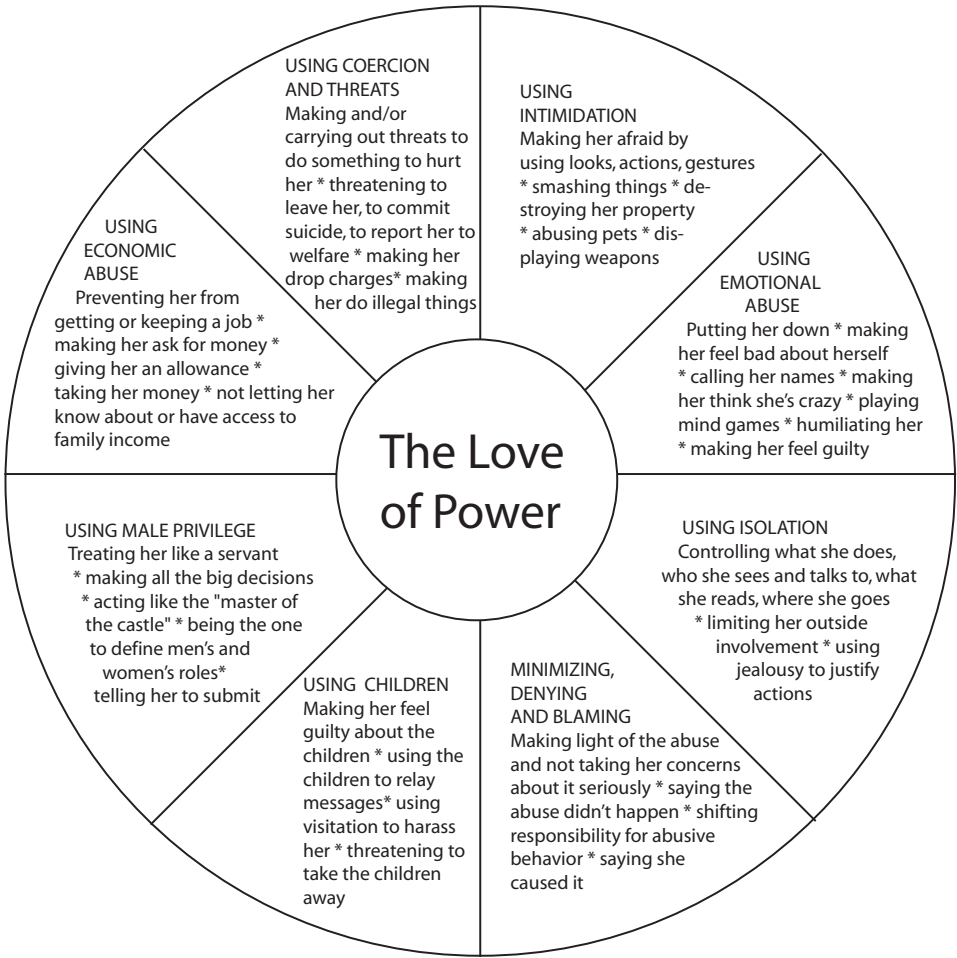 USING COERCION
AND THREATS
Making and/or
carrying out threats to
do something to hurt
her * threatening to
leave her, to commit
suicide, to report her to
welfare * making her
drop charges* making
her do illegal things
USING
INTIMIDATION
Making her afraid by
using looks, actions, gestures
* smashing things * de-
stroying her property
* abusing pets * dis-
playing weapons
USING
EMOTIONAL
ABUSE
Putting her down * making
her feel bad about herself
* calling her names * making
her think she's crazy * playing
mind games * humiliating her
* making her feel guilty
USING ISOLATION
Controlling what she does,
who she sees and talks to, what
she reads, where she goes
* limiting her outside
involvement * using
jealousy to justify
actions
MINIMIZING,
DENYING
AND BLAMING
Making light of the abuse
and not taking her concerns
about it seriously * saying the
abuse didn't happen * shifting
responsibility for abusive
behavior * saying she
caused it
USING CHILDREN
Making her feel
guilty about the
children * using the
children to relay
messages* using
visitation to harass
her * threatening to
take the children
away
USING MALE PRIVILEGE
Treating her like a servant
* making all the big decisions
* acting like the "master of
the castle" * being the one
to define men's and
women's roles*
telling her to submit
USING
ECONOMIC
ABUSE
Preventing her from
getting or keeping a job *
making her ask for money *
giving her an allowance *
taking her money * not letting her
know about or have access to
family income
The Love
of Power